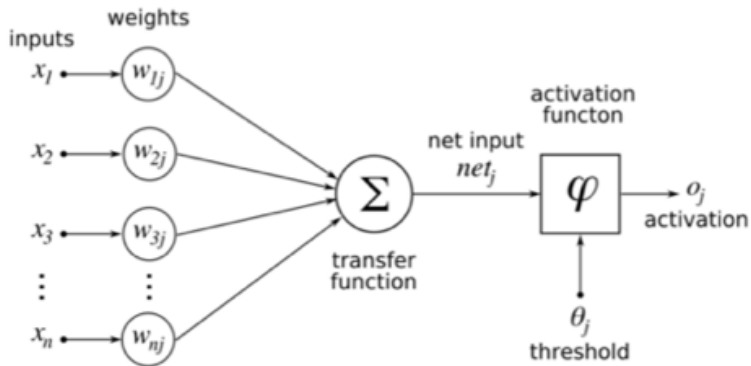 weights
inputs
x1
w1j
activation
functon
x2
w2j
net input
netj
Σ
φ
oj
activation
x3
w3j
transfer
function
⋮
⋮
θj
threshold
xn
wnj